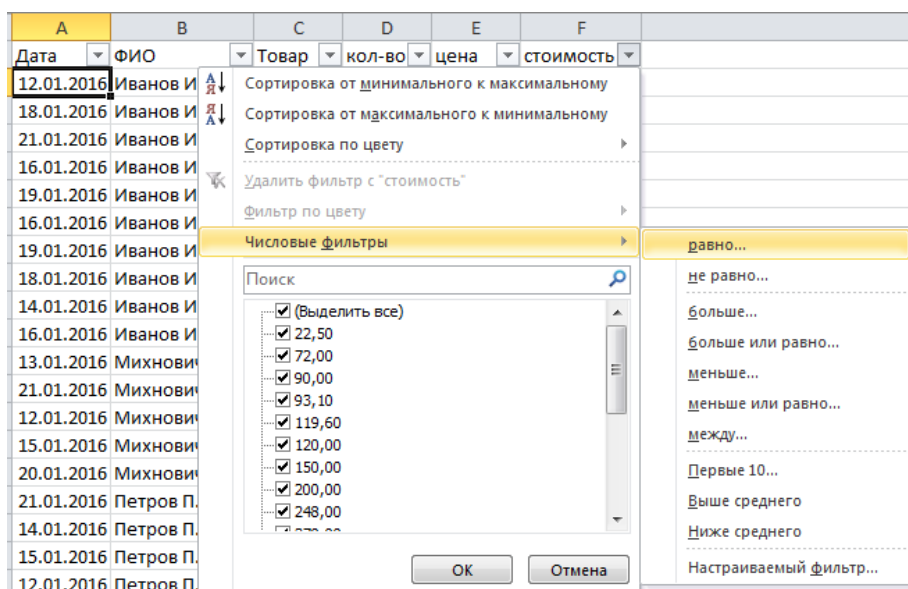 A B C D E F
Дата ФИО Товар кол-во цена стоимость
12.01.2016 Иванов И
18.01.2016 Иванов И
21.01.2016 Иванов И
16.01.2016 Иванов И
19.01.2016 Иванов И
16.01.2016 Иванов И
19.01.2016 Иванов И
18.01.2016 Иванов И
14.01.2016 Иванов И
16.01.2016 Иванов И
13.01.2016 Михнович
21.01.2016 Михнович
12.01.2016 Михнович
15.01.2016 Михнович
20.01.2016 Михнович
21.01.2016 Петров П.
14.01.2016 Петров П.
15.01.2016 Петров П.
12.01.2016 Петров П.
Сортировка от минимального к максимальному
Сортировка от максимального к минимальному
Сортировка по цвету
Удалить фильтр с "стоимость"
Фильтр по цвету
Числовые фильтры
Поиск
(Выделить все)
22,50
72,00
90,00
93,10
119,60
120,00
150,00
200,00
248,00
ОК Отмена
равно...
не равно...
больше...
больше или равно...
меньше...
меньше или равно...
между...
Первые 10...
Выше среднего
Ниже среднего
Настраиваемый фильтр...